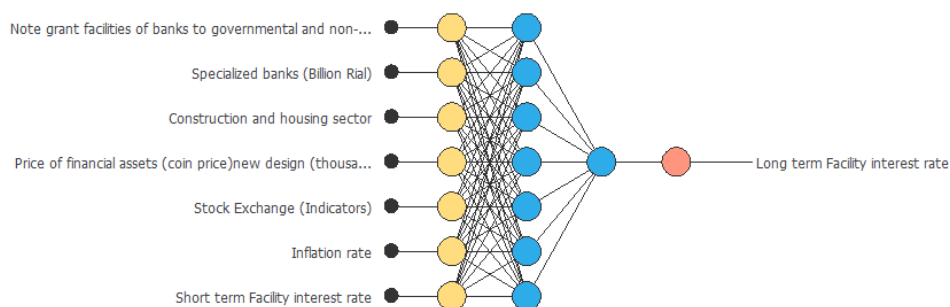 Note grant facilities of banks to governmental and non-...
Specialized banks (Billion Rial)
Construction and housing sector
Price of financial assets (coin price)new design (thousa...
Long term Facility interest rate
Stock Exchange (Indicators)
Inflation rate
Short term Facility interest rate